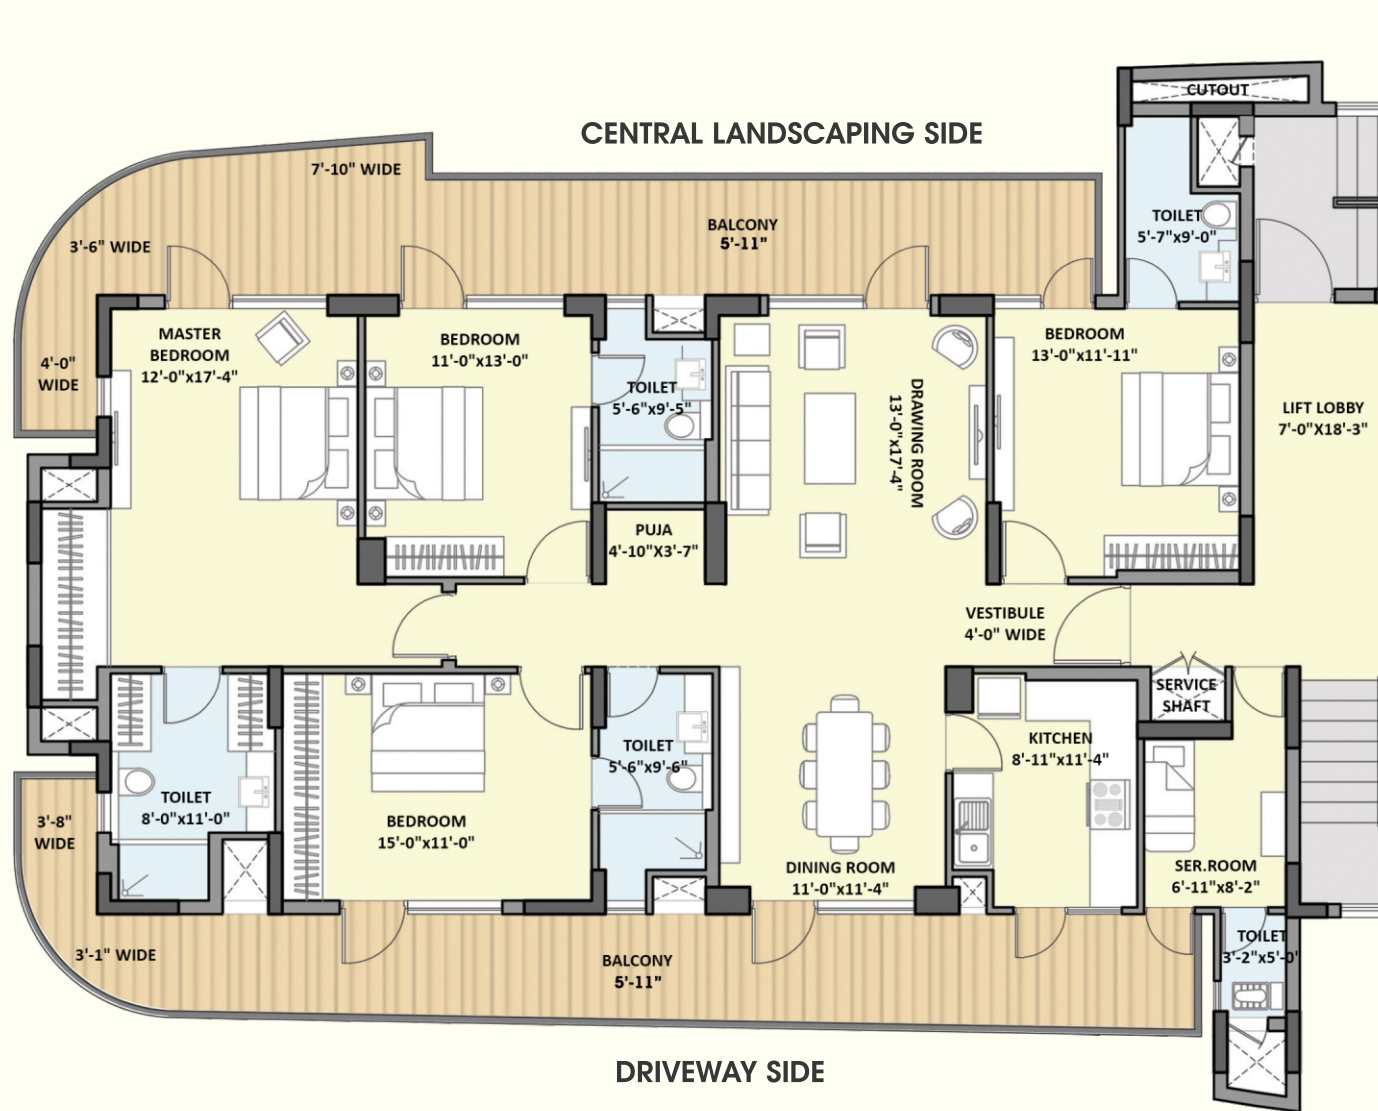 CUTOUT
CENTRAL LANDSCAPING SIDE
7'-10" WIDE
3'-6" WIDE
BALCONY
5'-11"
TOILET
5'-7"x9'-0"
MASTER
BEDROOM
12'-0"x17'-4"
BEDROOM
11'-0"x13'-0"
BEDROOM
13'-0"x11'-11"
4'-0"
WIDE
TOILET
5'-6"x9'-5"
DRAWING ROOM
13'-0"x17'-4"
LIFT LOBBY
7'-0"X18'-3"
PUJA
4'-10"X3'-7"
VESTIBULE
4'-0" WIDE
SERVICE
SHAFT
TOILET
5'-6"x9'-6"
KITCHEN
8'-11"x11'-4"
TOILET
8'-0"x11'-0"
3'-8"
WIDE
BEDROOM
15'-0"x11'-0"
DINING ROOM
11'-0"x11'-4"
SER.ROOM
6'-11"x8'-2"
TOILET
3'-2"x5'-0'
3'-1" WIDE
BALCONY
5'-11"
DRIVEWAY SIDE